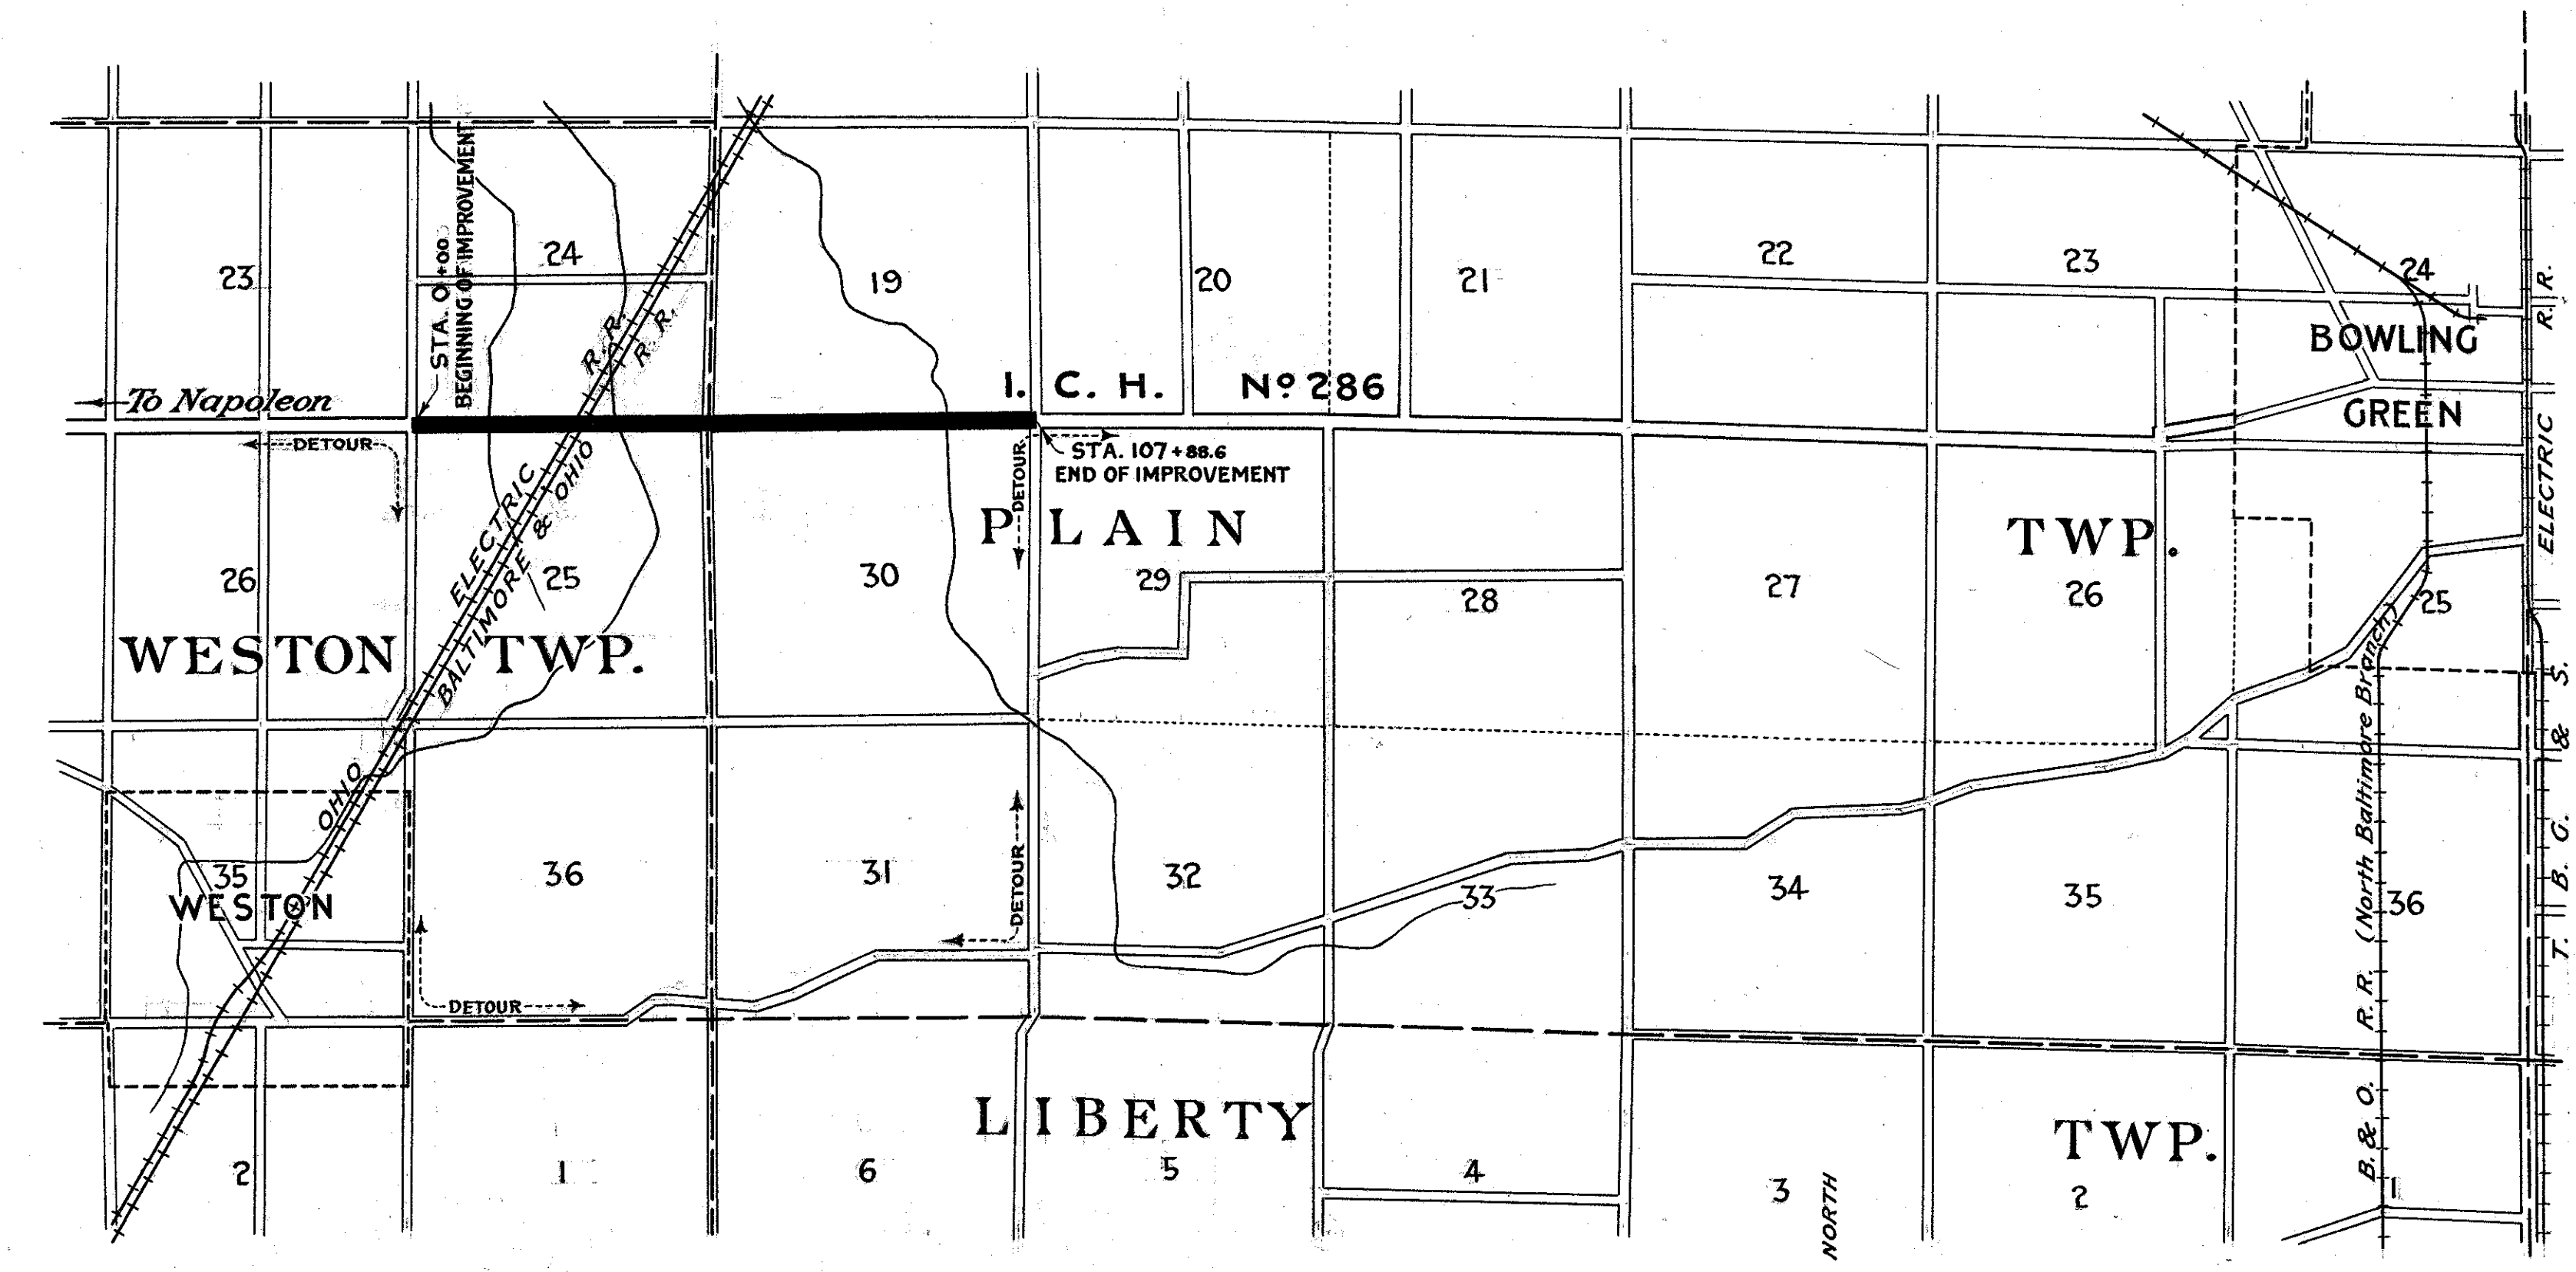 23
24
19
20
21
22
23
24
STA. 0+00
BEGINNING OF IMPROVEMENT
R. R.
R. R.
R. R.
BOWLING
GREEN
To Napoleon
I. C. H. Nº 286
DETOUR
DETOUR
STA. 107+88.6
END OF IMPROVEMENT
ELECTRIC
OHIO
BALTIMORE &
OHIO
ELECTRIC
PLAIN TWP.
26
25
30
29
28
27
26
25
WESTON TWP.
T. B. G. & S.
B. & O. R. R. (North Baltimore Branch)
35
WESTON
36
31
32
33
34
35
36
DETOUR
DETOUR
LIBERTY TWP.
2
1
6
5
4
3
2
1
NORTH